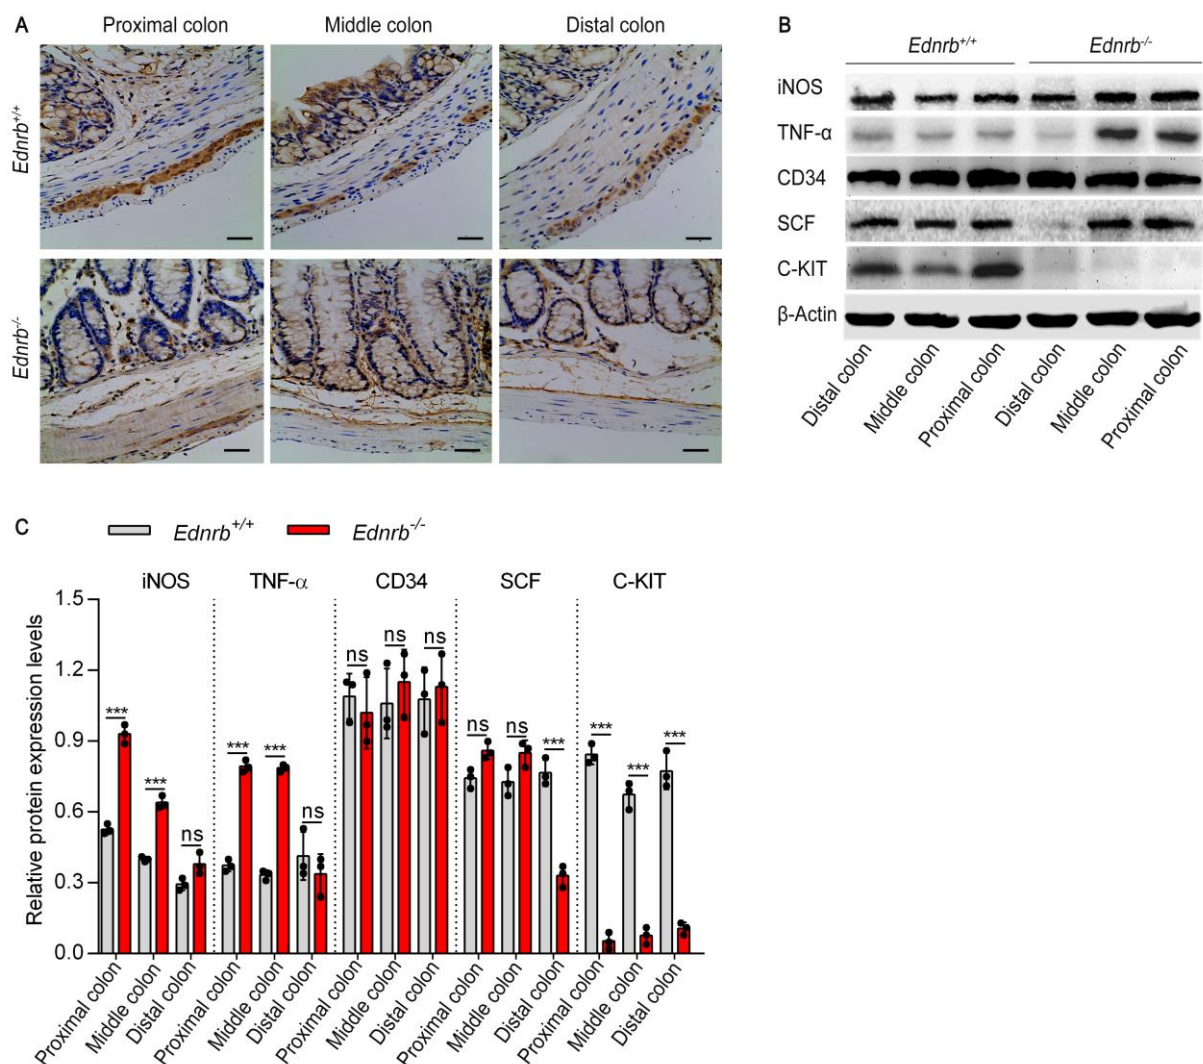 A
Proximal colon Middle colon Distal colon
Ednrb+/+
Ednrb-/-
B
Ednrb+/+ Ednrb-/-
iNOS
TNF-α
CD34
SCF
C-KIT
β-Actin
Distal colon Middle colon Proximal colon Distal colon Middle colon Proximal colon
C
Ednrb+/+ Ednrb-/-
iNOS TNF-α CD34 SCF C-KIT
Relative protein expression levels
1.5
1.2
0.9
0.6
0.3
0.0
*** *** ns *** *** ns ns ns ns ns ns *** *** *** ***
Proximal colon Middle colon Distal colon Proximal colon Middle colon Distal colon Proximal colon Middle colon Distal colon Proximal colon Middle colon Distal colon Proximal colon Middle colon Distal colon